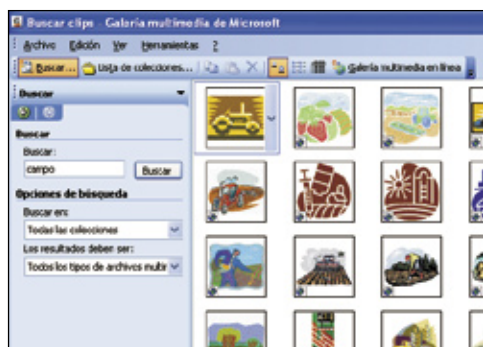 Buscar clips - Galería multimedia de Microsoft
Archivo Edición Ver Herramientas ?
Buscar... Lista de colecciones... Galería multimedia en línea
Buscar
Buscar
Buscar:
campo Buscar
Opciones de búsqueda
Buscar en:
Todas las colecciones
Los resultados deben ser:
Todos los tipos de archivos multir